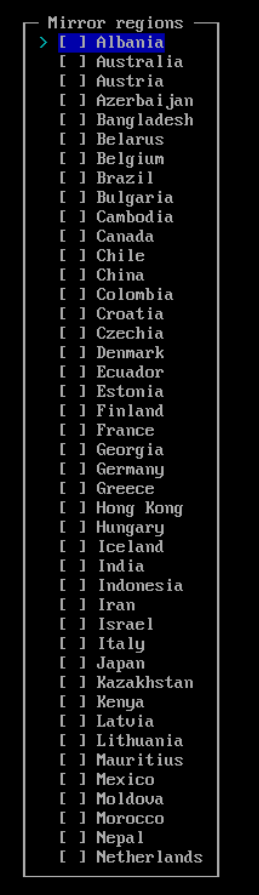 Mirror regions
> [ ] Albania
[ ] Australia
[ ] Austria
[ ] Azerbaijan
[ ] Bangladesh
[ ] Belarus
[ ] Belgium
[ ] Brazil
[ ] Bulgaria
[ ] Cambodia
[ ] Canada
[ ] Chile
[ ] China
[ ] Colombia
[ ] Croatia
[ ] Czechia
[ ] Denmark
[ ] Ecuador
[ ] Estonia
[ ] Finland
[ ] France
[ ] Georgia
[ ] Germany
[ ] Greece
[ ] Hong Kong
[ ] Hungary
[ ] Iceland
[ ] India
[ ] Indonesia
[ ] Iran
[ ] Israel
[ ] Italy
[ ] Japan
[ ] Kazakhstan
[ ] Kenya
[ ] Latvia
[ ] Lithuania
[ ] Mauritius
[ ] Mexico
[ ] Moldova
[ ] Morocco
[ ] Nepal
[ ] Netherlands